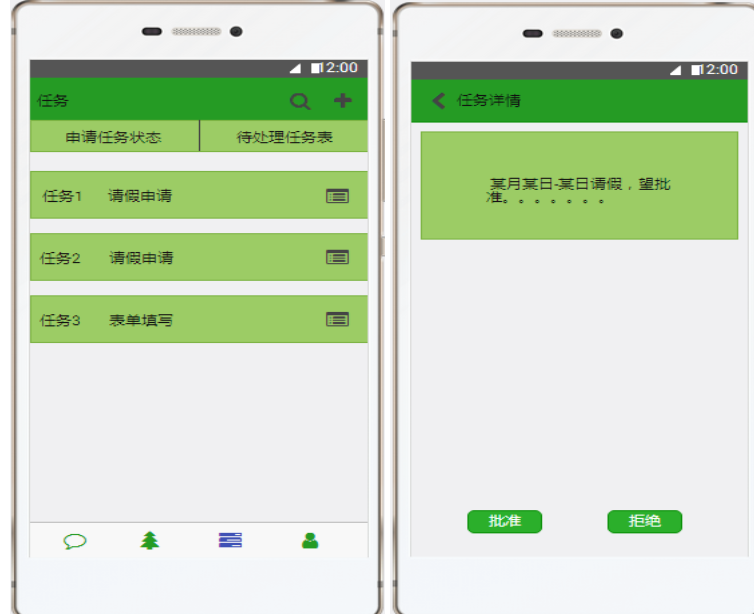 12:00
任务
申请任务状态 待处理任务表
任务1 请假申请
任务2 请假申请
任务3 表单填写
12:00
任务详情
某月某日-某日请假，望批
准。。。。。。。
批准 拒绝